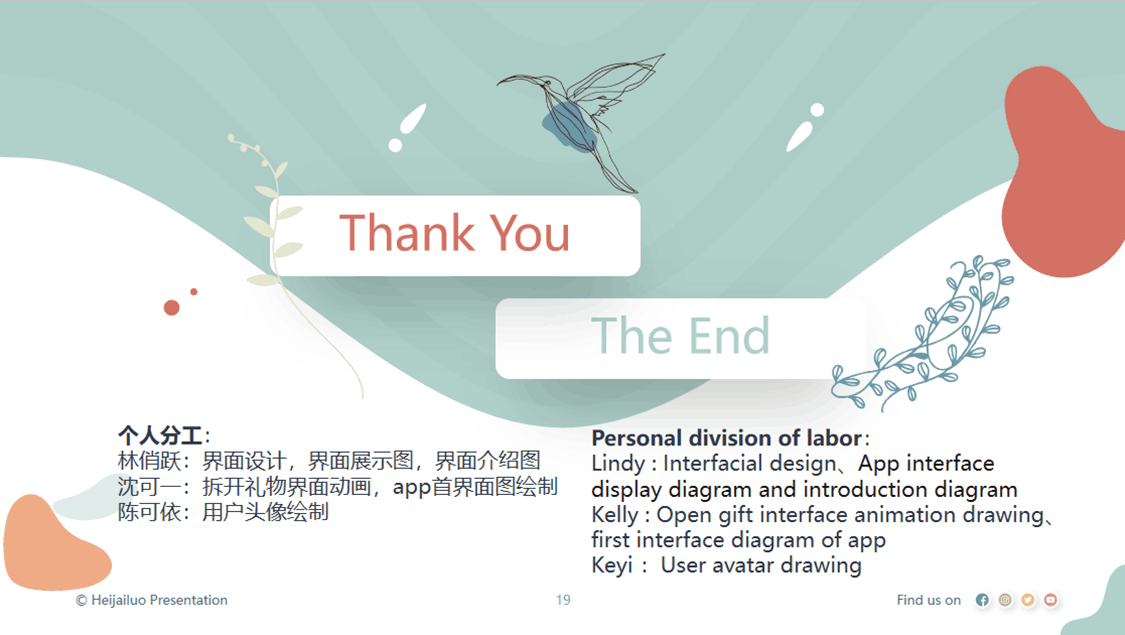 Thank You
The End
个人分工：
林俏跃：界面设计，界面展示图，界面介绍图
沈可一：拆开礼物界面动画，app首界面图绘制
陈可依：用户头像绘制
Personal division of labor：
Lindy : Interfacial design、App interface
display diagram and introduction diagram
Kelly : Open gift interface animation drawing、
first interface diagram of app
Keyi ： User avatar drawing
© Heijailuo Presentation
19
Find us on